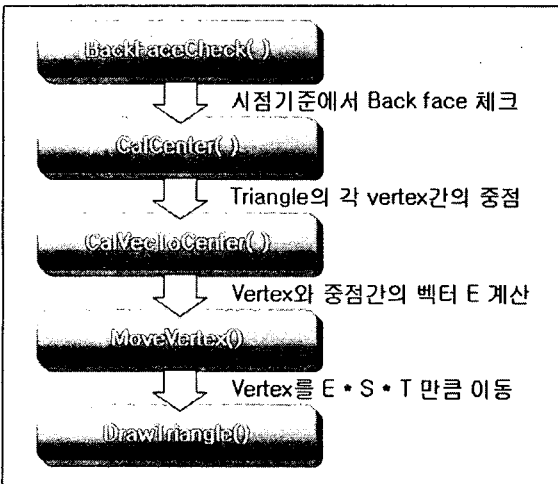 BackFaceCheck( )
시점기준에서 Back face 체크
CalCenter( )
Triangle의 각 vertex간의 중점
CalVecToCenter( )
Vertex와 중점간의 벡터 E 계산
MoveVertex()
Vertex를 E * S * T 만큼 이동
DrawTriangle()